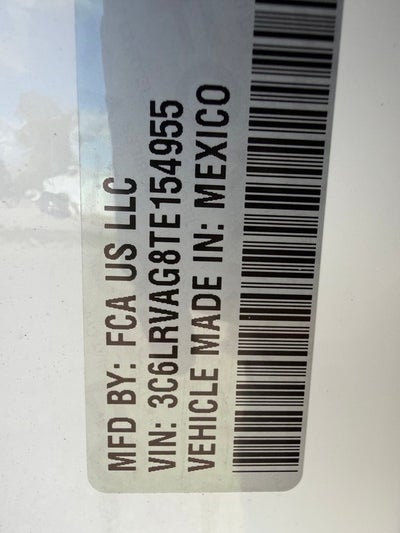 MFD BY: FCA US LLC
VIN: 3C6LRVAG8TE154955
VEHICLE MADE IN: MEXICO